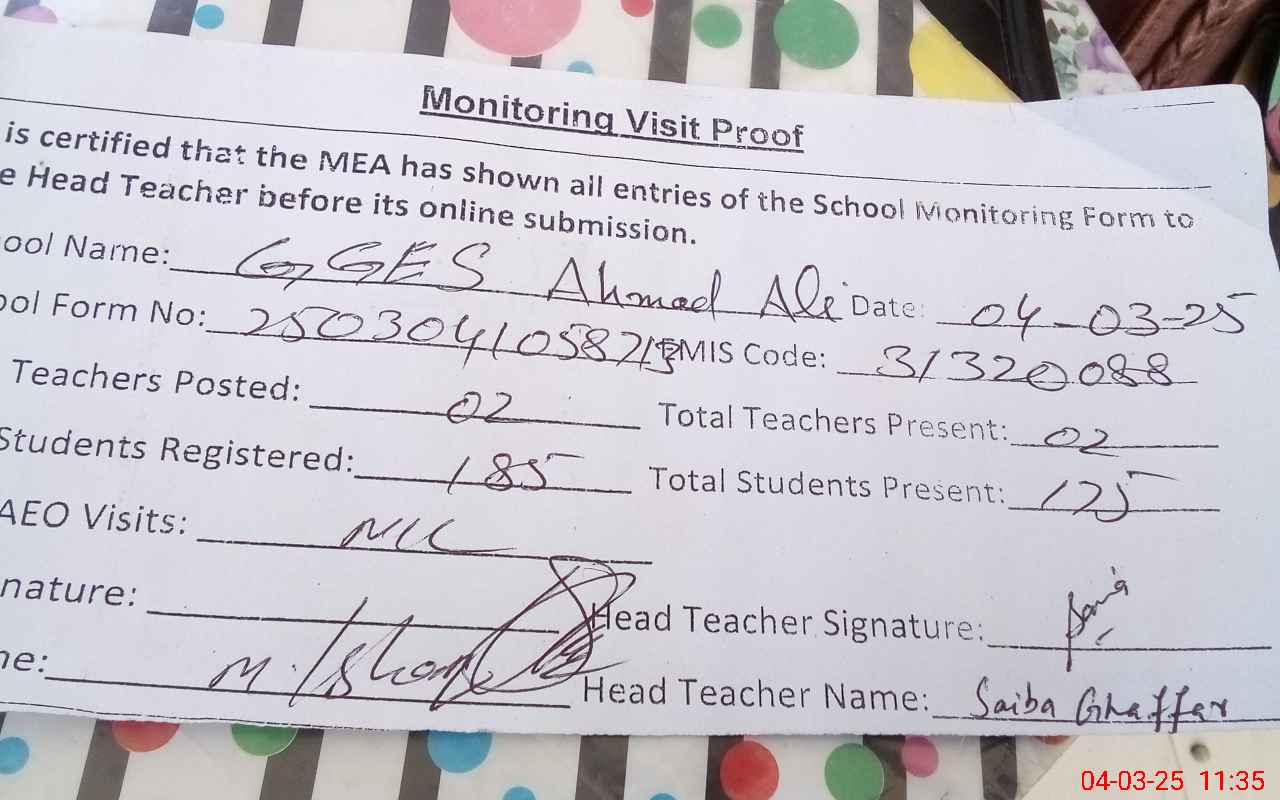 Monitoring Visit Proof
is certified that the MEA has shown all entries of the School Monitoring Form to
e Head Teacher before its online submission.
ool Name: GGES Ahmad Ali Date: 04-03-25
ool Form No: 25030410587 EMIS Code: 31320088
Teachers Posted: 02 Total Teachers Present: 02
Students Registered: 185 Total Students Present: 125
AEO Visits: NIL
nature: Head Teacher Signature:
ne: M. Ishaq Head Teacher Name: Saiba Ghaffar
04-03-25 11:35